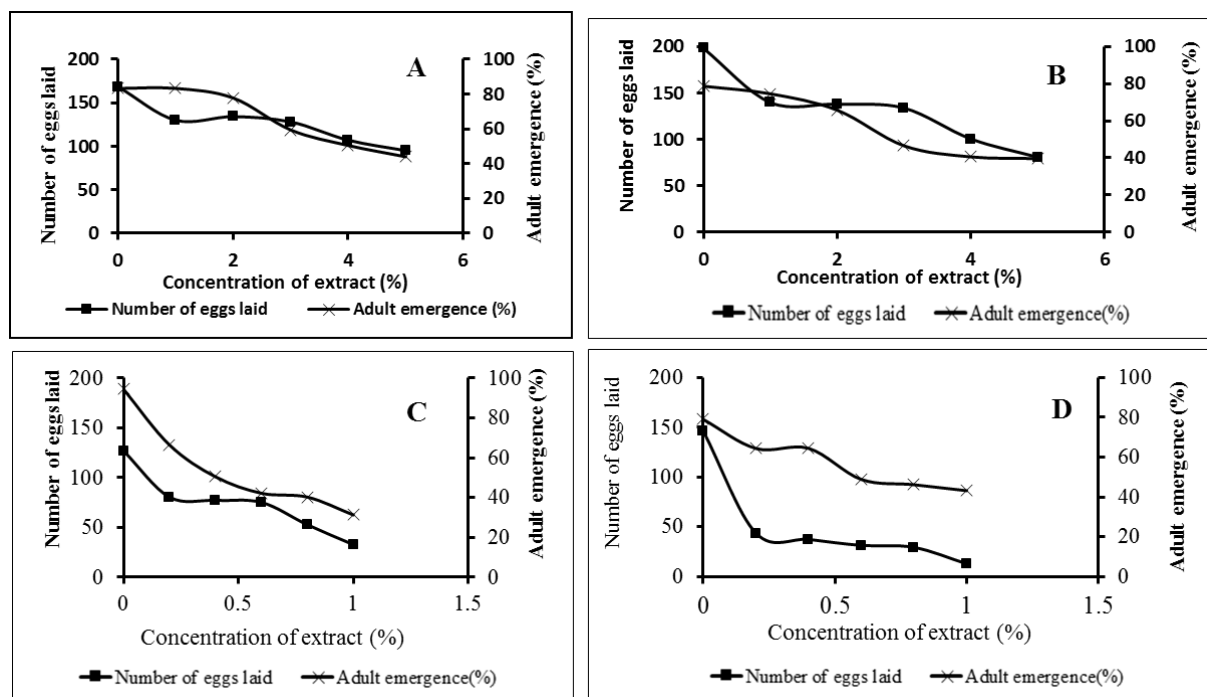 A
Number of eggs laid
Adult emergence (%)
200
150
100
50
0
100
80
60
40
20
0
0 2 4 6
Concentration of extract (%)
Number of eggs laid Adult emergence (%)
B
Number of eggs laid
Adult emergence (%)
200
150
100
50
0
100
80
60
40
20
0
0 2 4 6
Concentration of extract (%)
Number of eggs laid Adult emergence(%)
C
Number of eggs laid
Adult emergence (%)
200
150
100
50
0
100
80
60
40
20
0
0 0.5 1 1.5
Concentration of extract (%)
Number of eggs laid Adult emergence(%)
D
Number of eggs laid
Adult emergence (%)
200
150
100
50
0
100
80
60
40
20
0
0 0.5 1 1.5
Concentration of extract (%)
Number of eggs laid Adult emergence(%)